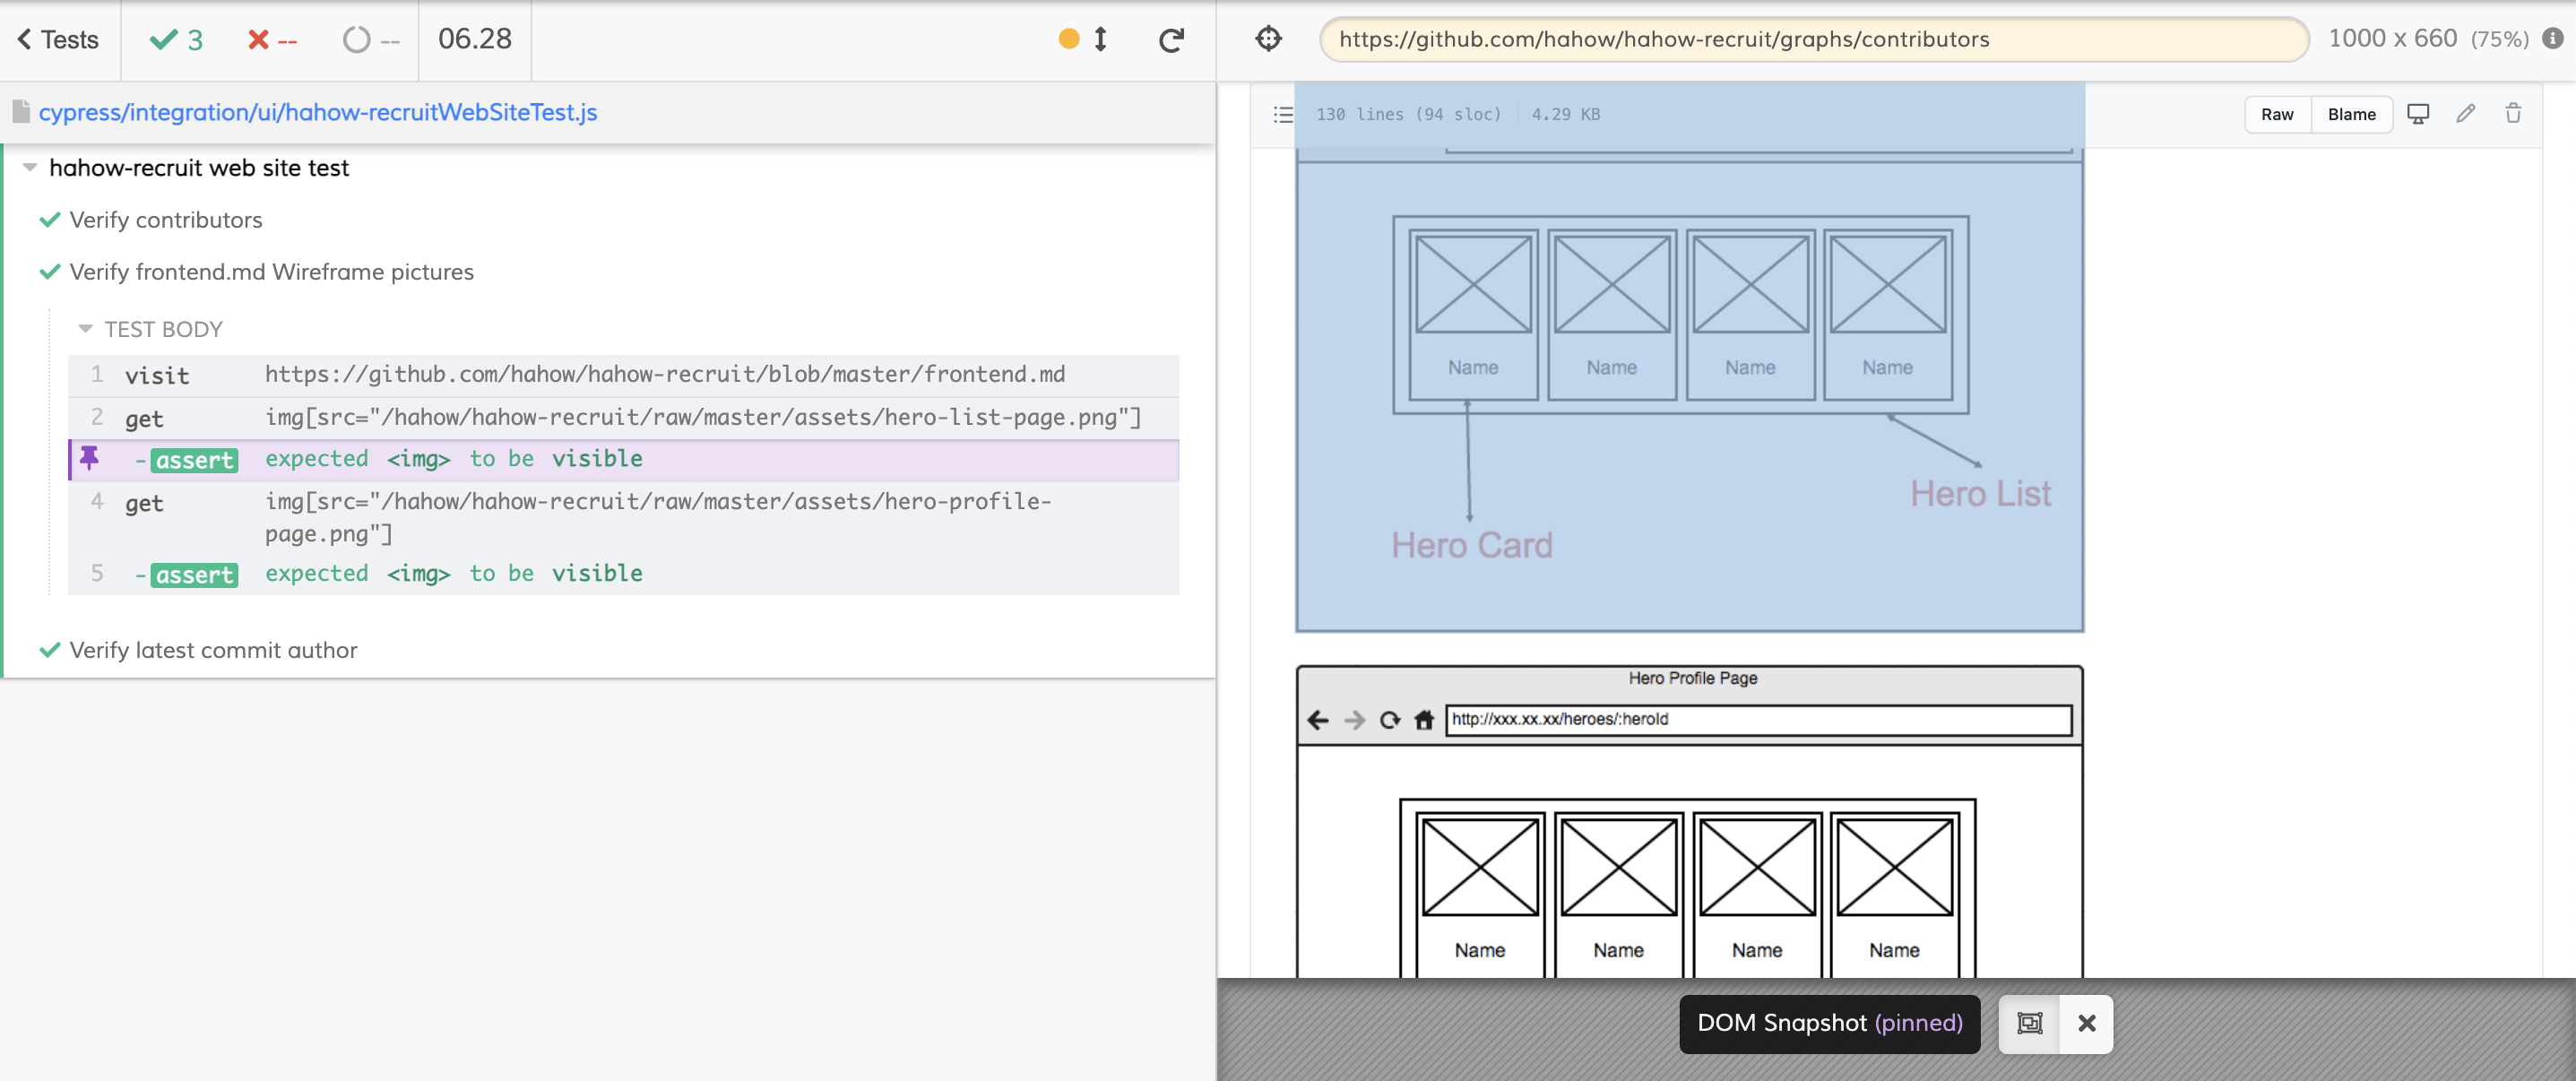 Tests 3 -- -- 06.28
cypress/integration/ui/hahow-recruitWebSiteTest.js
hahow-recruit web site test
Verify contributors
Verify frontend.md Wireframe pictures
TEST BODY
1 visit https://github.com/hahow/hahow-recruit/blob/master/frontend.md
2 get img[src="/hahow/hahow-recruit/raw/master/assets/hero-list-page.png"]
-assert expected <img> to be visible
4 get img[src="/hahow/hahow-recruit/raw/master/assets/hero-profile-
page.png"]
5 -assert expected <img> to be visible
Verify latest commit author
https://github.com/hahow/hahow-recruit/graphs/contributors 1000 x 660 (75%)
130 lines (94 sloc) 4.29 KB Raw Blame
Name Name Name Name
Hero List
Hero Card
Hero Profile Page
http://xxx.xx.xx/heroes/:heroId
Name Name Name Name
DOM Snapshot (pinned)